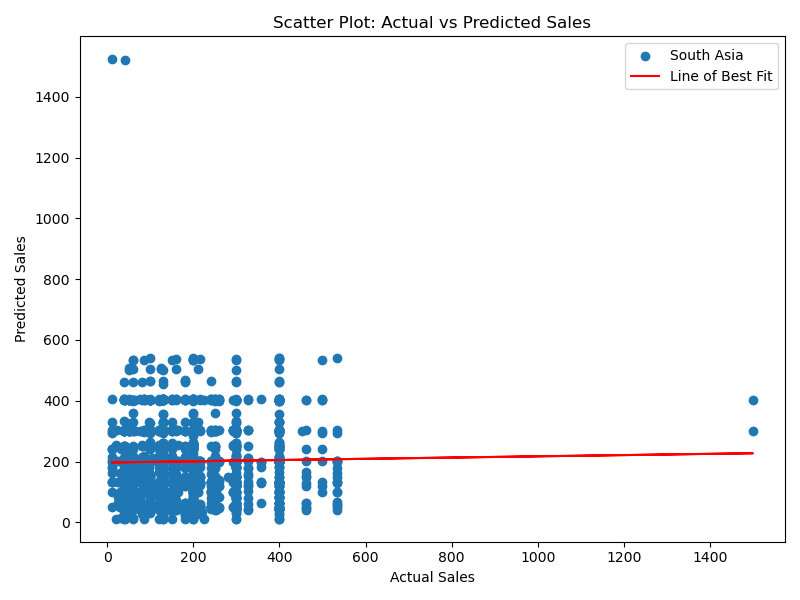 Scatter Plot: Actual vs Predicted Sales
South Asia
Line of Best Fit
Predicted Sales
1400
1200
1000
800
600
400
200
0
0 200 400 600 800 1000 1200 1400
Actual Sales